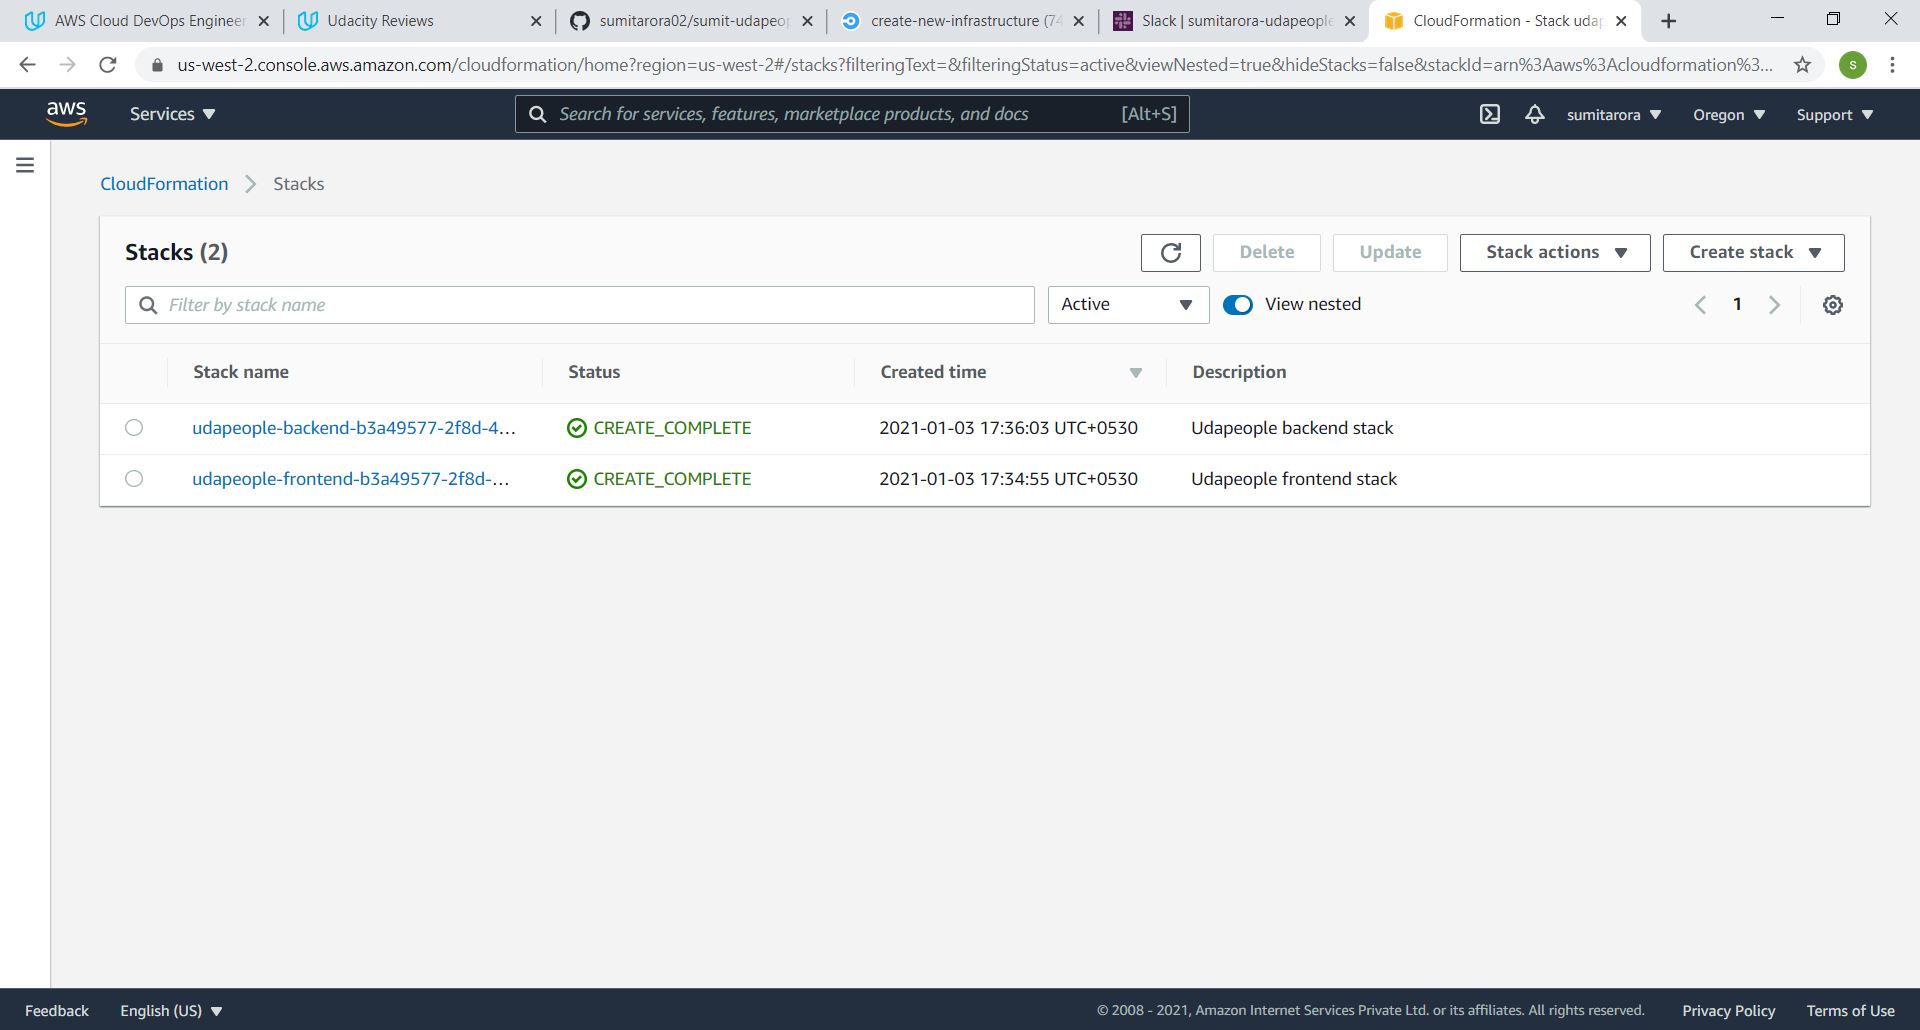 AWS Cloud DevOps Engineer
Udacity Reviews
sumitarora02/sumit-udapeop
create-new-infrastructure (74
Slack | sumitarora-udapeople
CloudFormation - Stack udap
us-west-2.console.aws.amazon.com/cloudformation/home?region=us-west-2#/stacks?filteringText=&filteringStatus=active&viewNested=true&hideStacks=false&stackId=arn%3Aaws%3Acloudformation%3...
s
aws
Services
Search for services, features, marketplace products, and docs
[Alt+S]
sumitarora
Oregon
Support
CloudFormation
Stacks
Stacks (2)
Delete
Update
Stack actions
Create stack
Filter by stack name
Active
View nested
1
Stack name
Status
Created time
Description
udapeople-backend-b3a49577-2f8d-4...
CREATE_COMPLETE
2021-01-03 17:36:03 UTC+0530
Udapeople backend stack
udapeople-frontend-b3a49577-2f8d-...
CREATE_COMPLETE
2021-01-03 17:34:55 UTC+0530
Udapeople frontend stack
Feedback
English (US)
© 2008 - 2021, Amazon Internet Services Private Ltd. or its affiliates. All rights reserved.
Privacy Policy
Terms of Use